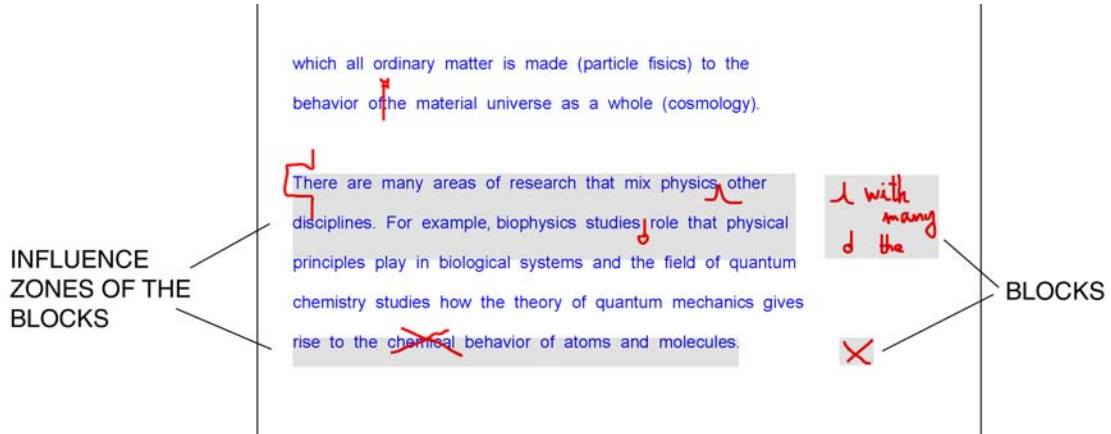 which all ordinary matter is made (particle fisics) to the
behavior ofthe material universe as a whole (cosmology).
There are many areas of research that mix physics, other
disciplines. For example, biophysics studies role that physical
principles play in biological systems and the field of quantum
chemistry studies how the theory of quantum mechanics gives
rise to the chemical behavior of atoms and molecules.
with
many
the
INFLUENCE
ZONES OF THE
BLOCKS
BLOCKS